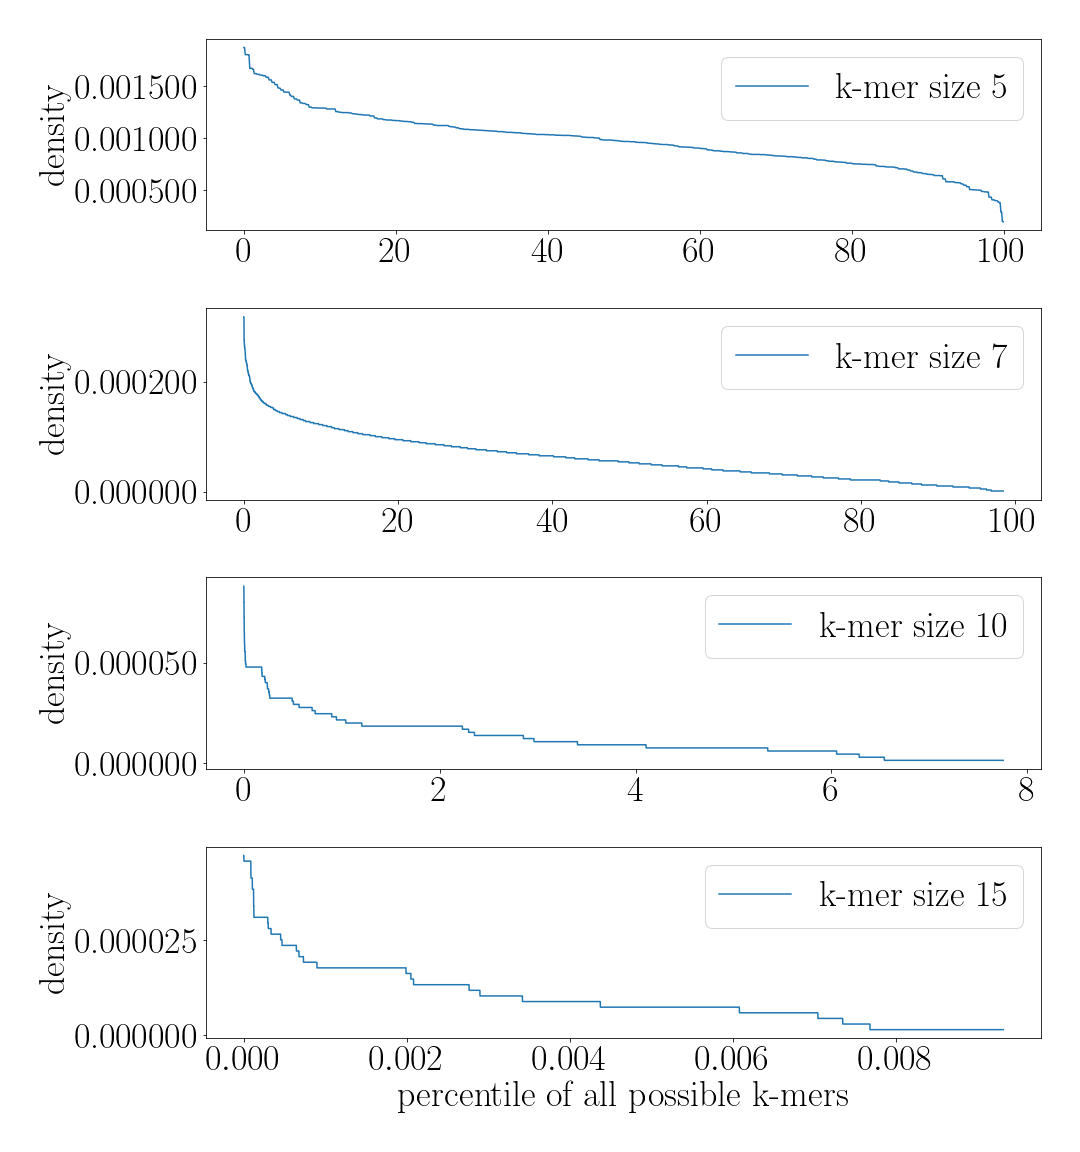 density
0.001500
0.001000
0.000500
k-mer size 5
0 20 40 60 80 100
density
0.000200
0.000000
k-mer size 7
0 20 40 60 80 100
density
0.000050
0.000000
k-mer size 10
0 2 4 6 8
density
0.000025
0.000000
k-mer size 15
0.000 0.002 0.004 0.006 0.008
percentile of all possible k-mers